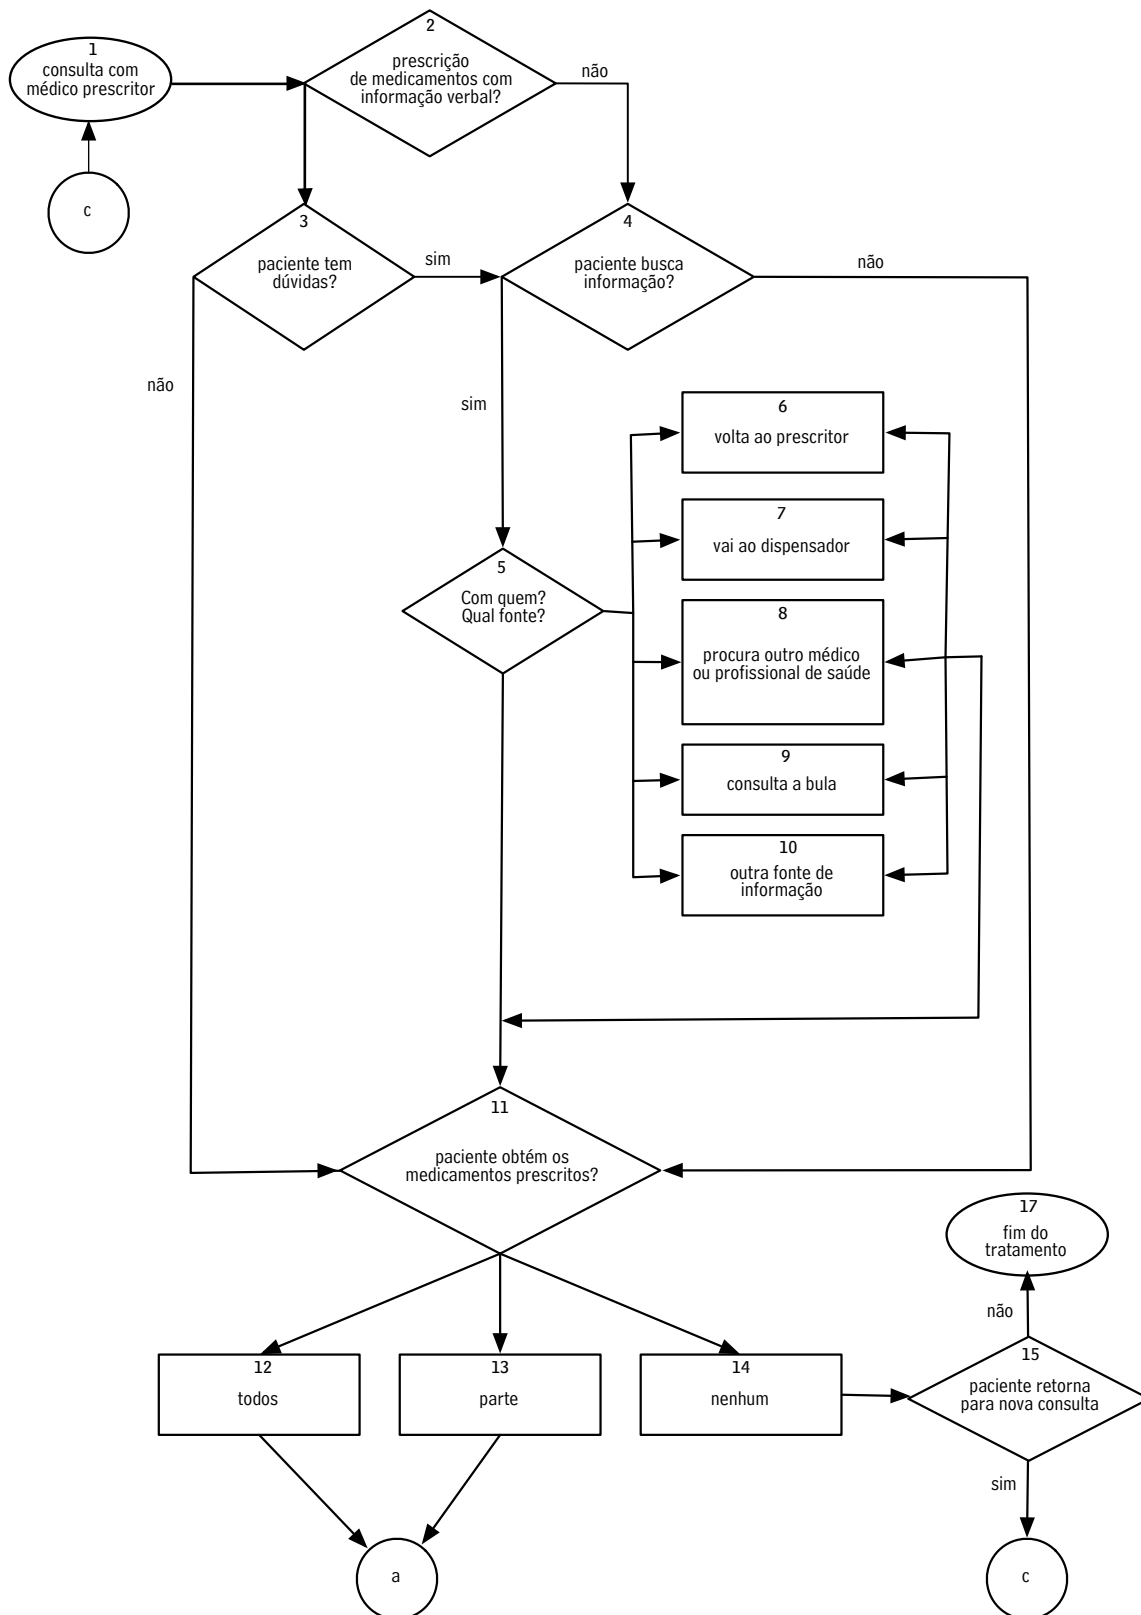 1
consulta com
médico prescritor
c
2
prescrição
de medicamentos com
informação verbal?
não
3
paciente tem
dúvidas?
sim
4
paciente busca
informação?
não
não
sim
5
Com quem?
Qual fonte?
6
volta ao prescritor
7
vai ao dispensador
8
procura outro médico
ou profissional de saúde
9
consulta a bula
10
outra fonte de
informação
11
paciente obtém os
medicamentos prescritos?
12
todos
13
parte
14
nenhum
17
fim do
tratamento
não
15
paciente retorna
para nova consulta
sim
a
c